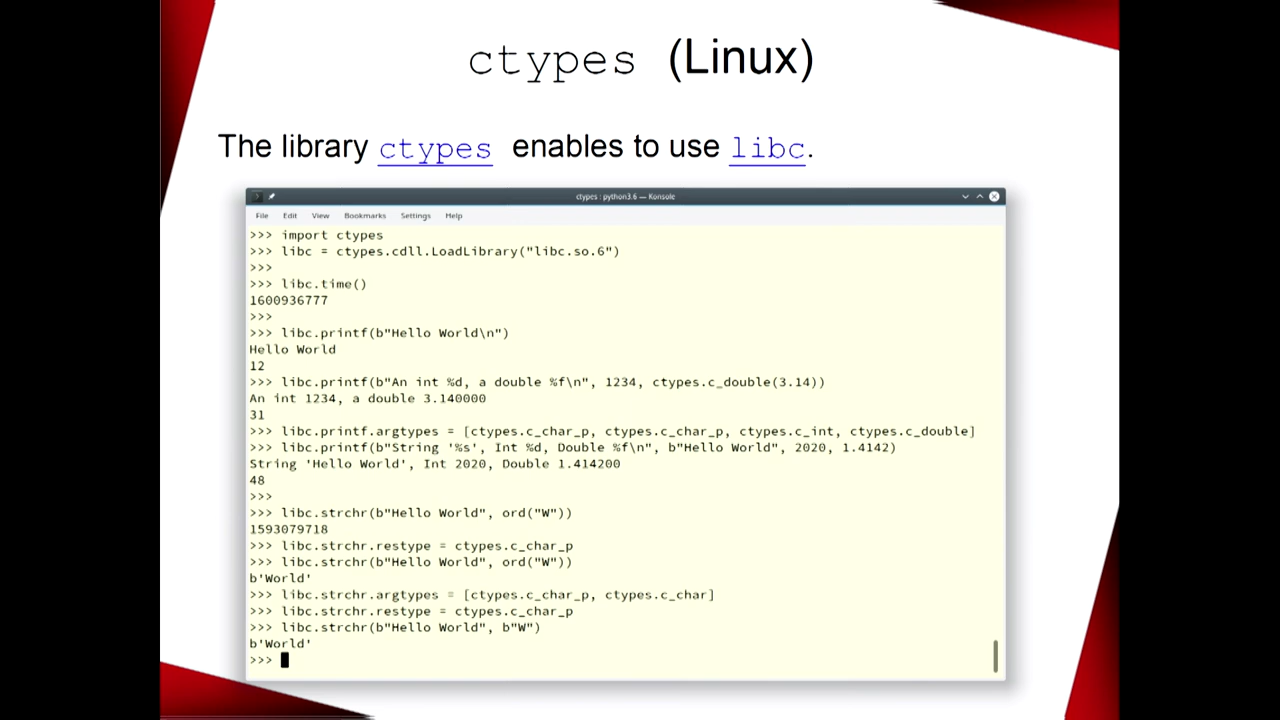 ctypes (Linux)
The library ctypes enables to use libc.
ctypes : python3.6 — Konsole
File Edit View Bookmarks Settings Help
>>> import ctypes
>>> libc = ctypes.cdll.LoadLibrary("libc.so.6")
>>>
>>> libc.time()
1600936777
>>>
>>> libc.printf(b"Hello World\n")
Hello World
12
>>> libc.printf(b"An int %d, a double %f\n", 1234, ctypes.c_double(3.14))
An int 1234, a double 3.140000
31
>>> libc.printf.argtypes = [ctypes.c_char_p, ctypes.c_char_p, ctypes.c_int, ctypes.c_double]
>>> libc.printf(b"String '%s', Int %d, Double %f\n", b"Hello World", 2020, 1.4142)
String 'Hello World', Int 2020, Double 1.414200
48
>>>
>>> libc.strchr(b"Hello World", ord("W"))
1593079718
>>> libc.strchr.restype = ctypes.c_char_p
>>> libc.strchr(b"Hello World", ord("W"))
b'World'
>>> libc.strchr.argtypes = [ctypes.c_char_p, ctypes.c_char]
>>> libc.strchr.restype = ctypes.c_char_p
>>> libc.strchr(b"Hello World", b"W")
b'World'
>>>